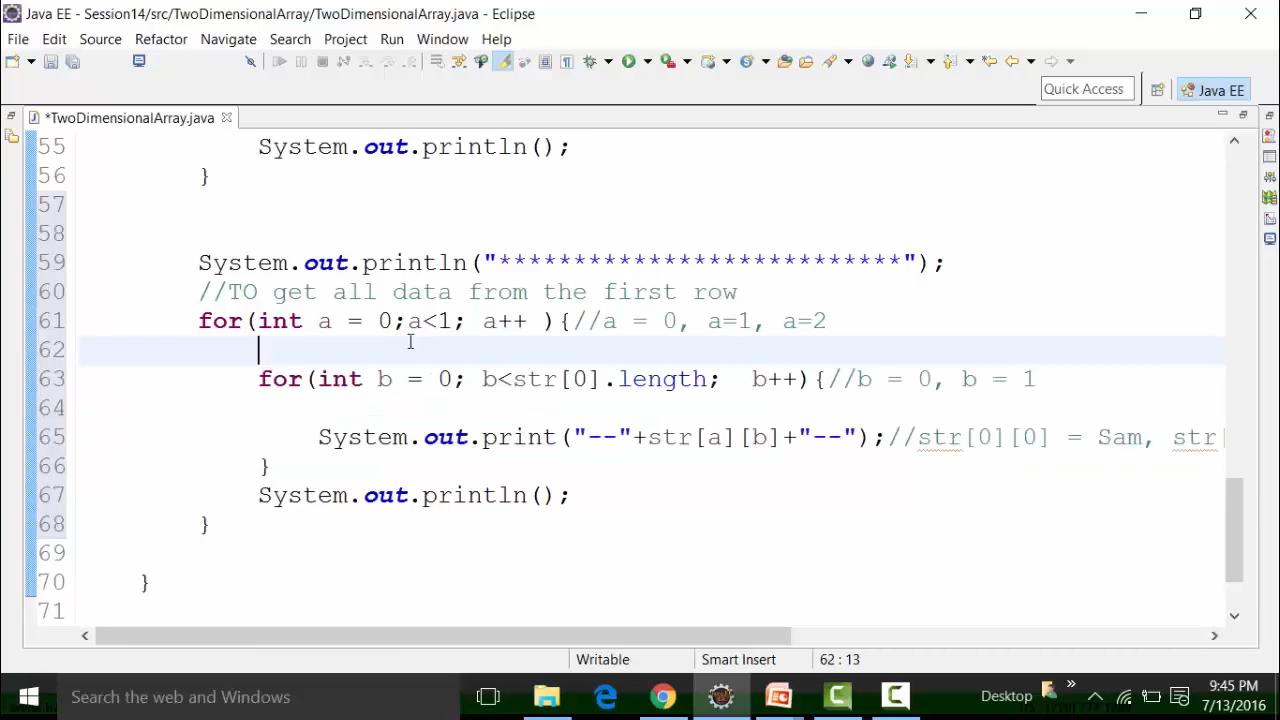 Java EE - Session14/src/TwoDimensionalArray/TwoDimensionalArray.java - Eclipse
File Edit Source Refactor Navigate Search Project Run Window Help
Quick Access Java EE
*TwoDimensionalArray.java
55 System.out.println();
56 }
57
58
59 System.out.println("***************************");
60 //TO get all data from the first row
61 for(int a = 0;a<1; a++ ){//a = 0, a=1, a=2
62
63 for(int b = 0; b<str[0].length; b++){//b = 0, b = 1
64
65 System.out.print("--"+str[a][b]+"--");//str[0][0] = Sam, str[
66 }
67 System.out.println();
68 }
69
70 }
71
Writable Smart Insert 62 : 13
Search the web and Windows Desktop 9:45 PM
7/13/2016